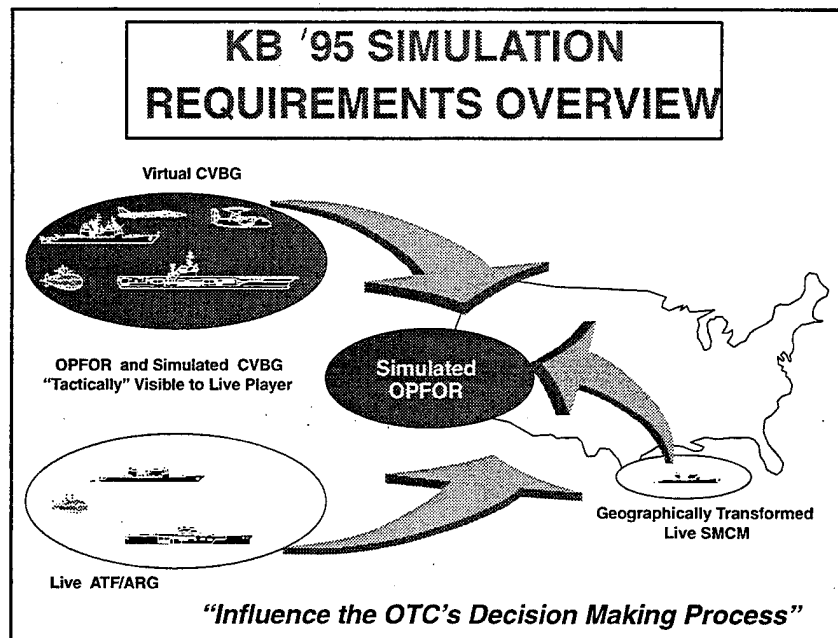 KB '95 SIMULATION
REQUIREMENTS OVERVIEW
Virtual CVBG
OPFOR and Simulated CVBG
"Tactically" Visible to Live Player
Simulated
OPFOR
Geographically Transformed
Live SMCM
Live ATF/ARG
"Influence the OTC's Decision Making Process"